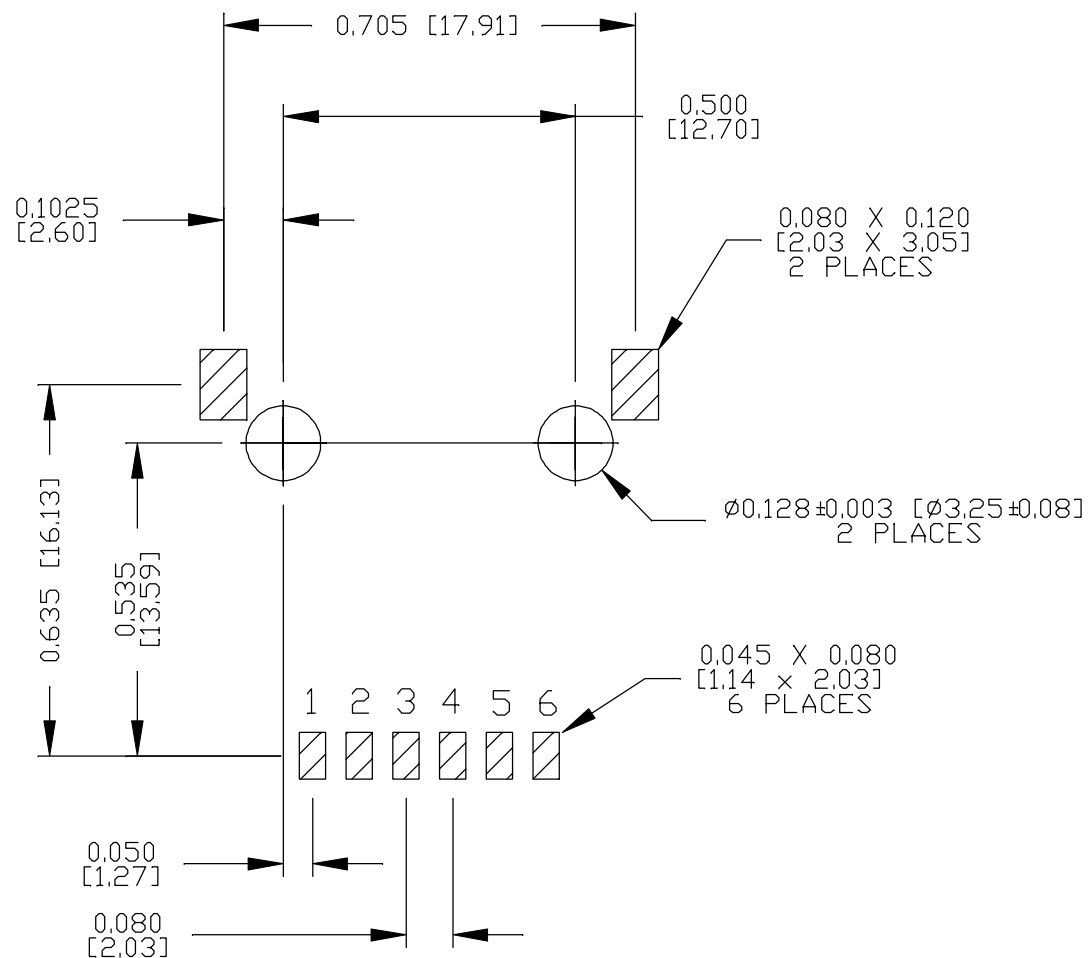 0.705 [17.91]
0.500
[12.70]
0.1025
[2.60]
0.080 X 0.120
[2.03 X 3.05]
2 PLACES
0.635 [16.13]
0.535
[13.59]
Ø0.128±0.003 [Ø3.25±0.08]
2 PLACES
0.045 X 0.080
[1.14 x 2.03]
6 PLACES
1 2 3 4 5 6
0.050
[1.27]
0.080
[2.03]